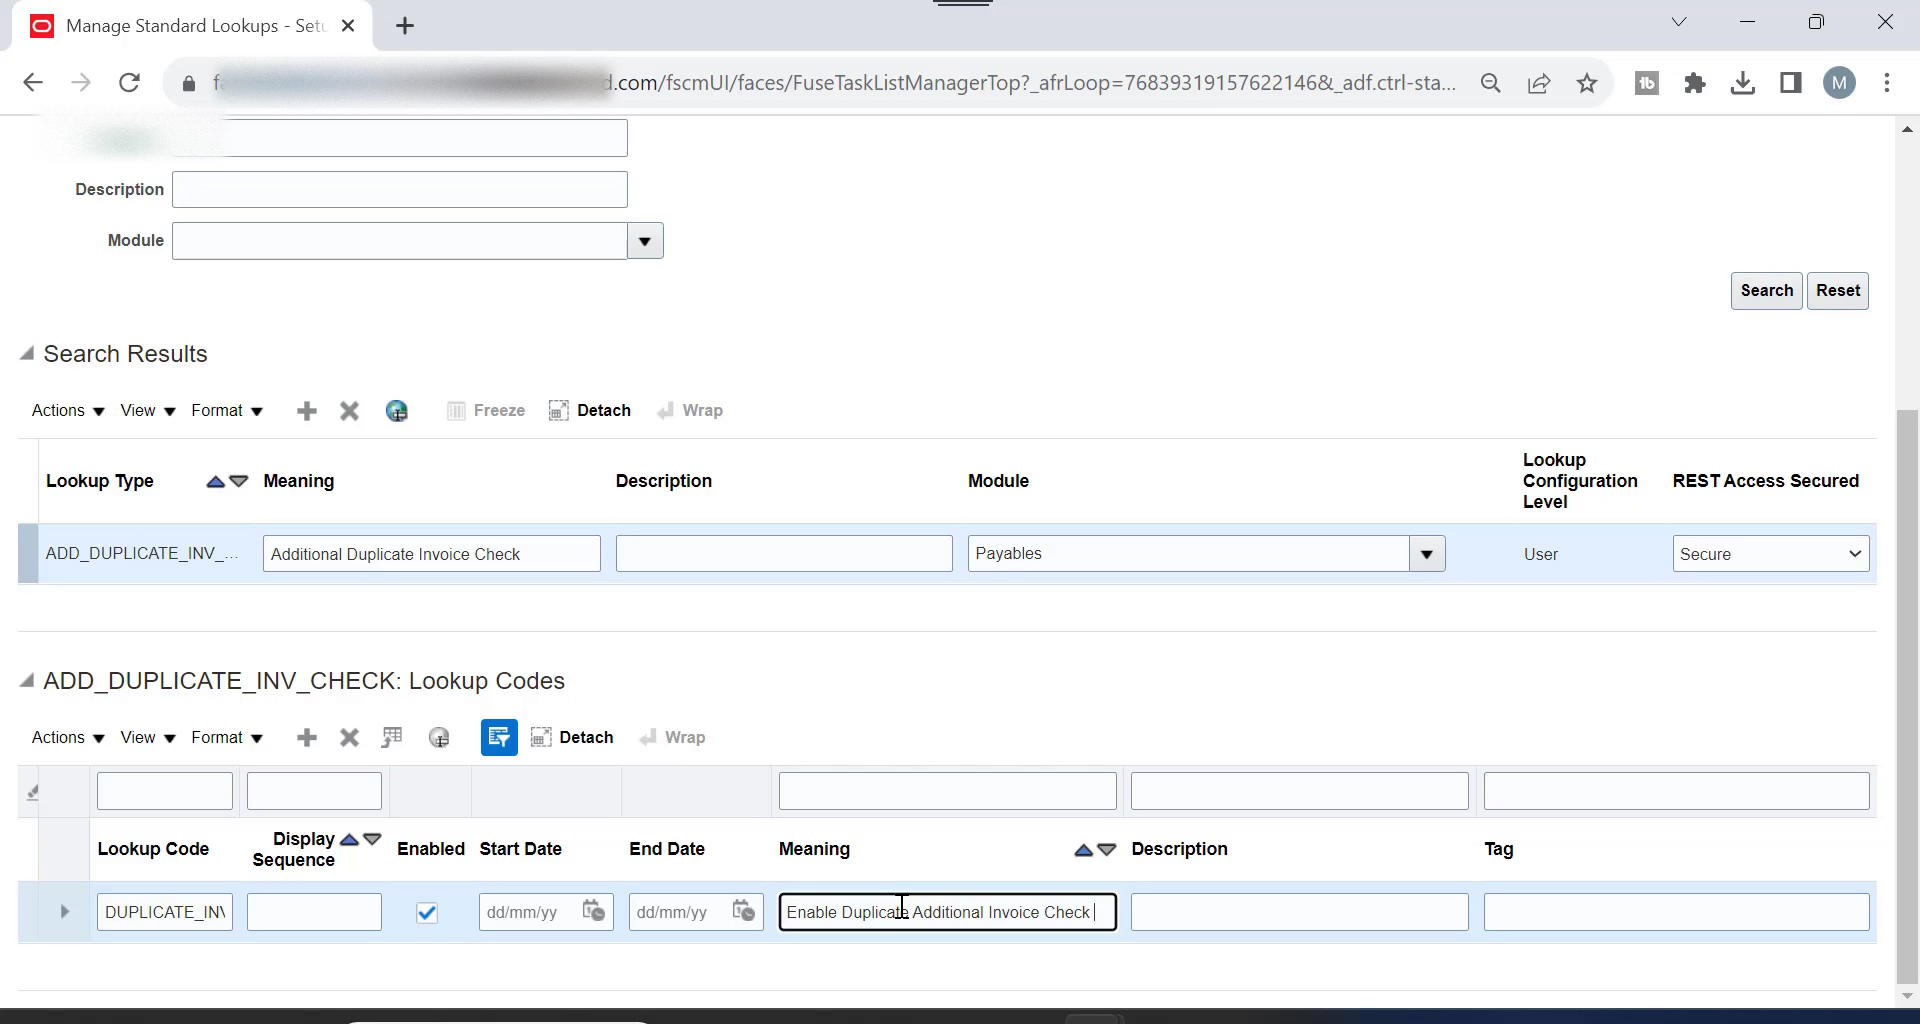 Manage Standard Lookups - Setu
.com/fscmUI/faces/FuseTaskListManagerTop?_afrLoop=76839319157622146&_adf.ctrl-sta...
M
Description
Module
Search Reset
Search Results
Actions View Format Freeze Detach Wrap
Lookup Type Meaning Description Module Lookup Configuration Level REST Access Secured
ADD_DUPLICATE_INV_... Additional Duplicate Invoice Check Payables User Secure
ADD_DUPLICATE_INV_CHECK: Lookup Codes
Actions View Format Detach Wrap
Lookup Code Display Sequence Enabled Start Date End Date Meaning Description Tag
DUPLICATE_INV dd/mm/yy dd/mm/yy Enable Duplicate Additional Invoice Check